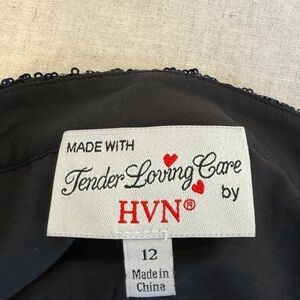 MADE WITH
Tender Loving Care
by
HVN®
12
Made in
China